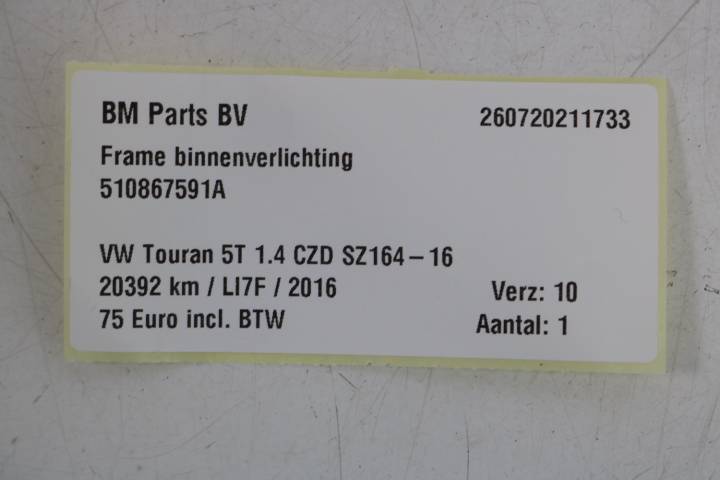 BM Parts BV 260720211733
Frame binnenverlichting
510867591A
VW Touran 5T 1.4 CZD SZ164-16
20392 km / LI7F / 2016 Verz: 10
75 Euro incl. BTW Aantal: 1